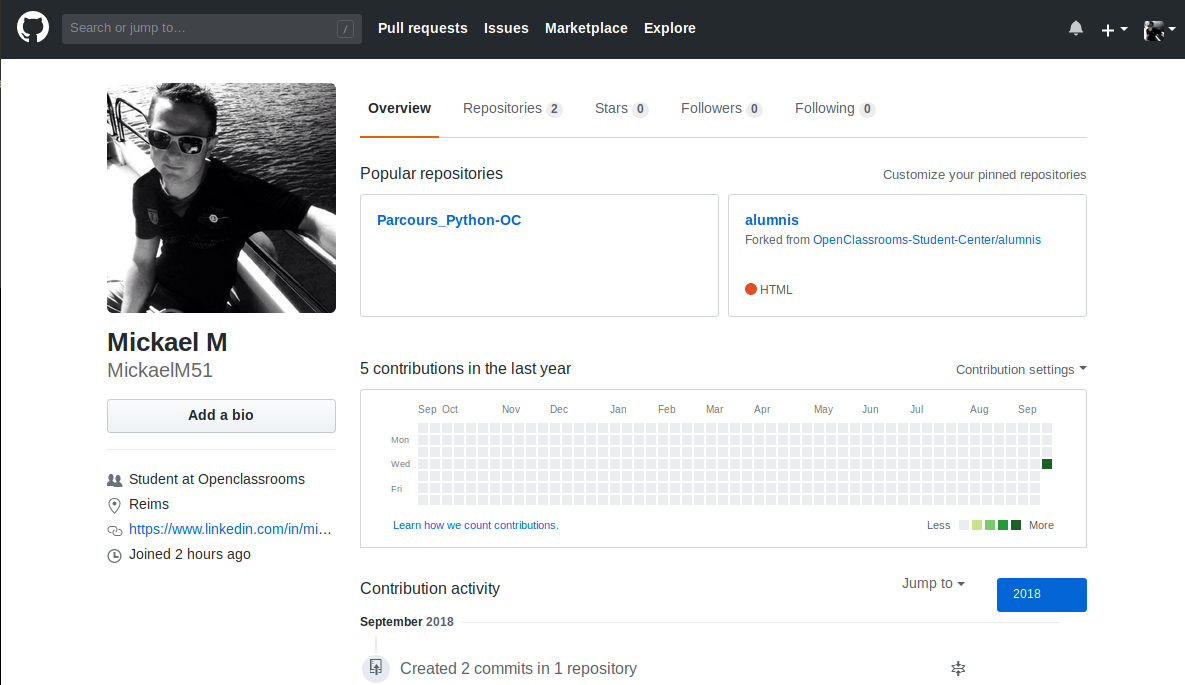 Search or jump to…
/
Pull requests Issues Marketplace Explore
Overview Repositories 2 Stars 0 Followers 0 Following 0
Popular repositories Customize your pinned repositories
Parcours_Python-OC
alumnis
Forked from OpenClassrooms-Student-Center/alumnis
HTML
Mickael M
MickaelM51
Add a bio
Student at Openclassrooms
Reims
https://www.linkedin.com/in/mi…
Joined 2 hours ago
5 contributions in the last year Contribution settings
Sep Oct Nov Dec Jan Feb Mar Apr May Jun Jul Aug Sep
Mon
Wed
Fri
Learn how we count contributions. Less More
Contribution activity Jump to 2018
September 2018
Created 2 commits in 1 repository